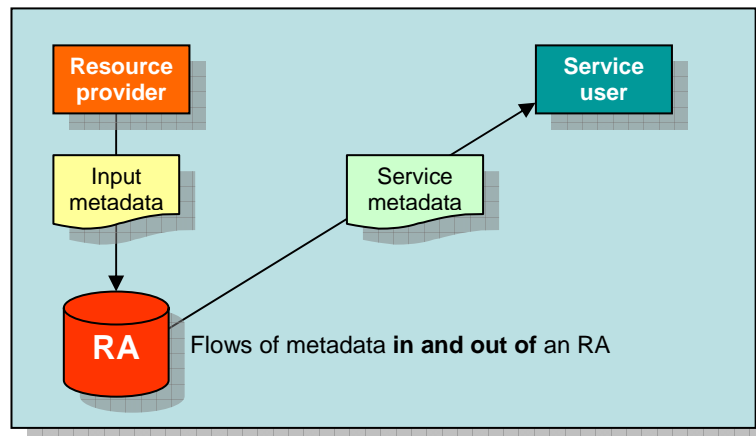 Resource
provider
Service
user
Input
metadata
Service
metadata
RA
Flows of metadata in and out of an RA